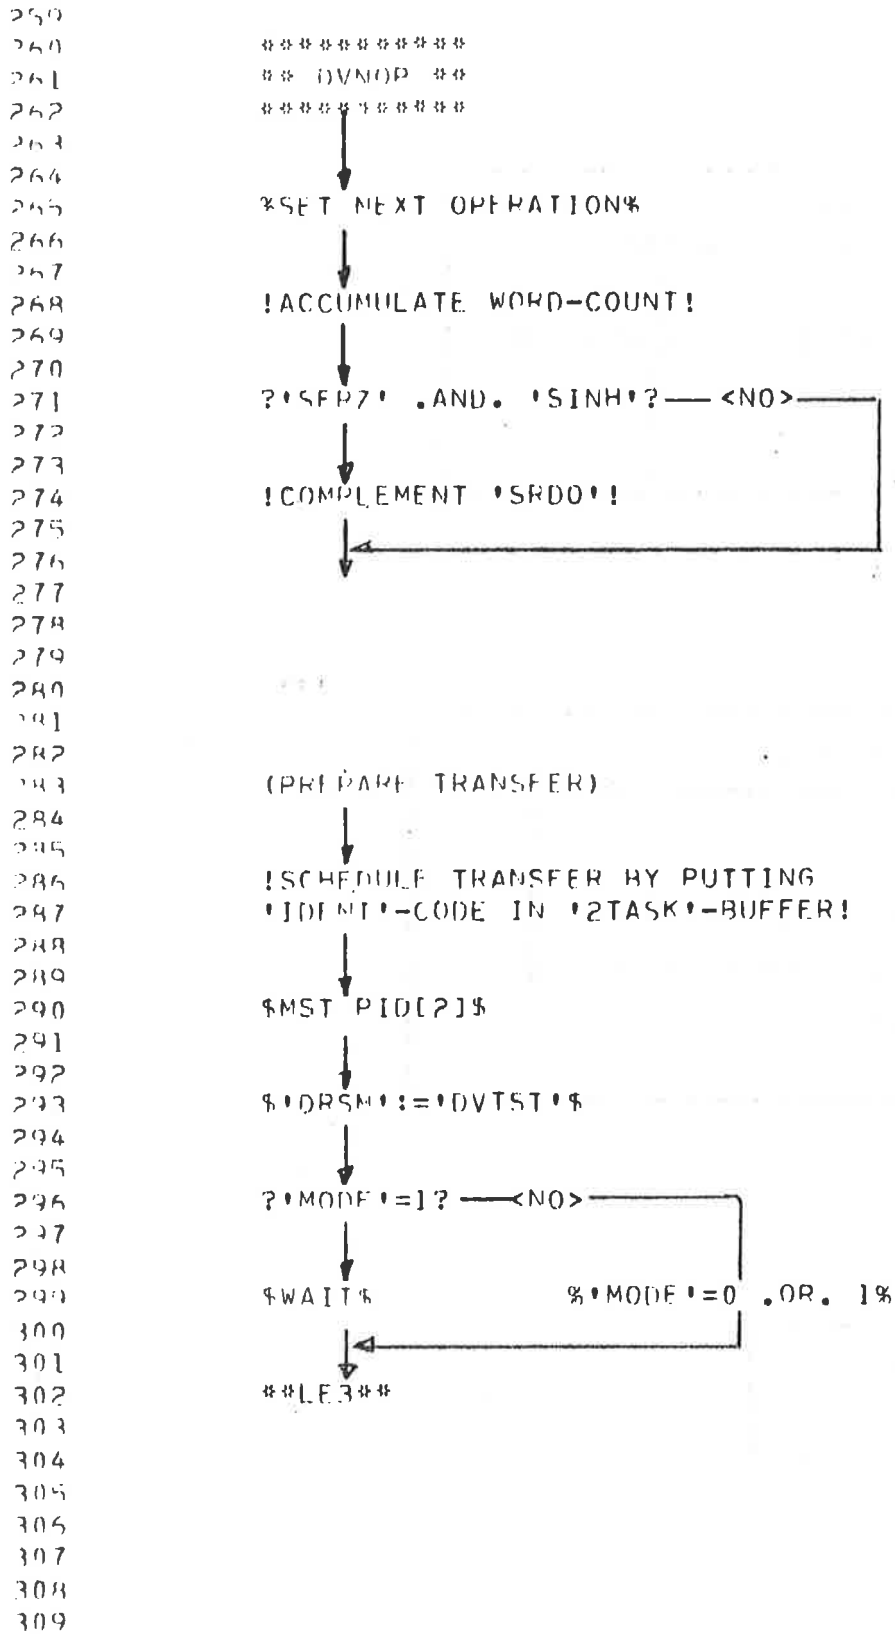 259
260 ***********
261 ** DVNOP **
262 ***********
263
264
265 %SET NEXT OPERATION%
266
267
268 !ACCUMULATE WORD-COUNT!
269
270
271 ?'SFP7' .AND. 'SINH'? <NO>
272
273
274 !COMPLEMENT 'SRDO'!
275
276
277
278
279
280
281
282
283 (PREPARE TRANSFER)
284
285
286 !SCHEDULE TRANSFER BY PUTTING
287 'IDENT'-CODE IN '2TASK'-BUFFER!
288
289
290 $MST PID[2]$
291
292
293 $'DRSM':='DVTST'$
294
295
296 ?'MODE'=1? <NO>
297
298
299 $WAIT$ %'MODE'=0 .OR. 1%
300
301
302 **LE3**
303
304
305
306
307
308
309